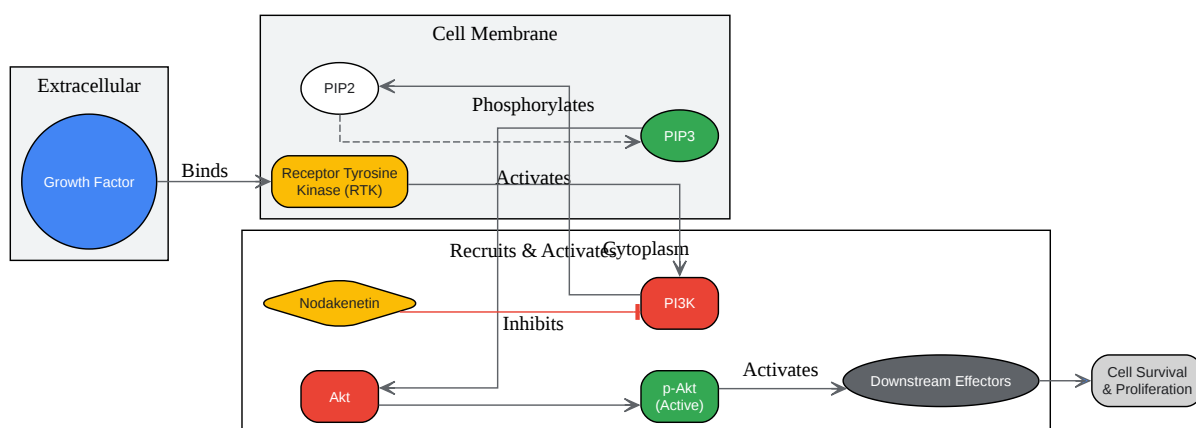 Cell Membrane
Extracellular
PIP2
Phosphorylates
PIP3
Growth Factor
Binds
Receptor Tyrosine
Kinase (RTK)
Activates
Recruits & Activates
Cytoplasm
Nodakenetin
PI3K
Inhibits
Akt
p-Akt
(Active)
Activates
Downstream Effectors
Cell Survival
& Proliferation